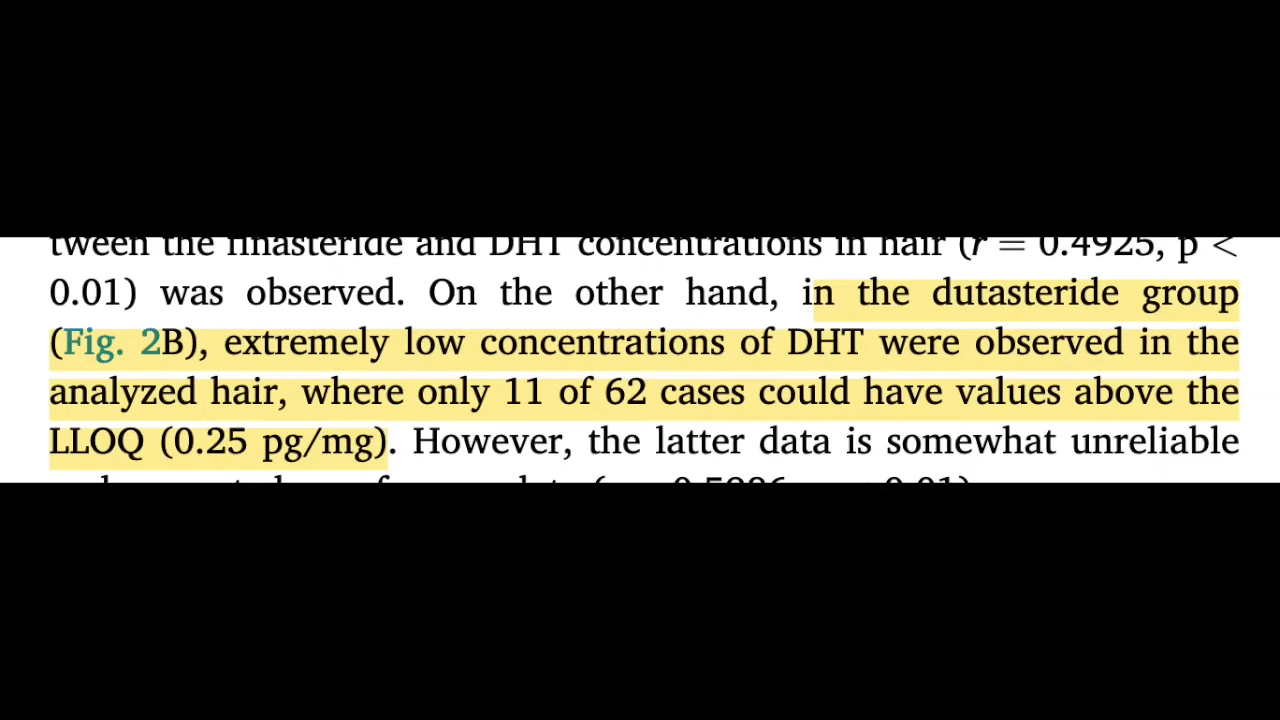 tween the finasteride and DHT concentrations in hair (r = 0.4925, p <
0.01) was observed. On the other hand, in the dutasteride group
(Fig. 2B), extremely low concentrations of DHT were observed in the
analyzed hair, where only 11 of 62 cases could have values above the
LLOQ (0.25 pg/mg). However, the latter data is somewhat unreliable